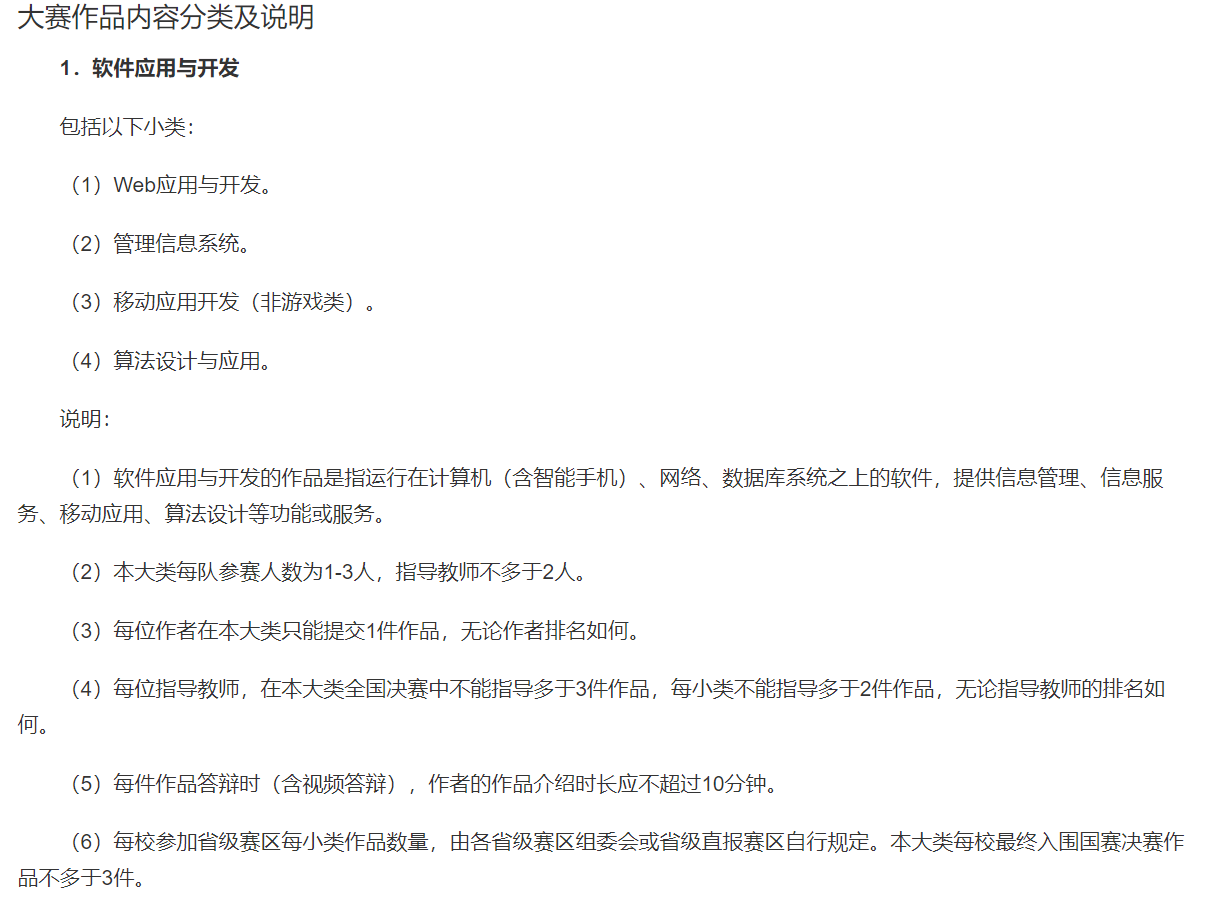 大赛作品内容分类及说明
1．软件应用与开发
包括以下小类：
（1）Web应用与开发。
（2）管理信息系统。
（3）移动应用开发（非游戏类）。
（4）算法设计与应用。
说明：
（1）软件应用与开发的作品是指运行在计算机（含智能手机）、网络、数据库系统之上的软件，提供信息管理、信息服
务、移动应用、算法设计等功能或服务。
（2）本大类每队参赛人数为1-3人，指导教师不多于2人。
（3）每位作者在本大类只能提交1件作品，无论作者排名如何。
（4）每位指导教师，在本大类全国决赛中不能指导多于3件作品，每小类不能指导多于2件作品，无论指导教师的排名如
何。
（5）每件作品答辩时（含视频答辩），作者的作品介绍时长应不超过10分钟。
（6）每校参加省级赛区每小类作品数量，由各省级赛区组委会或省级直报赛区自行规定。本大类每校最终入围国赛决赛作
品不多于3件。